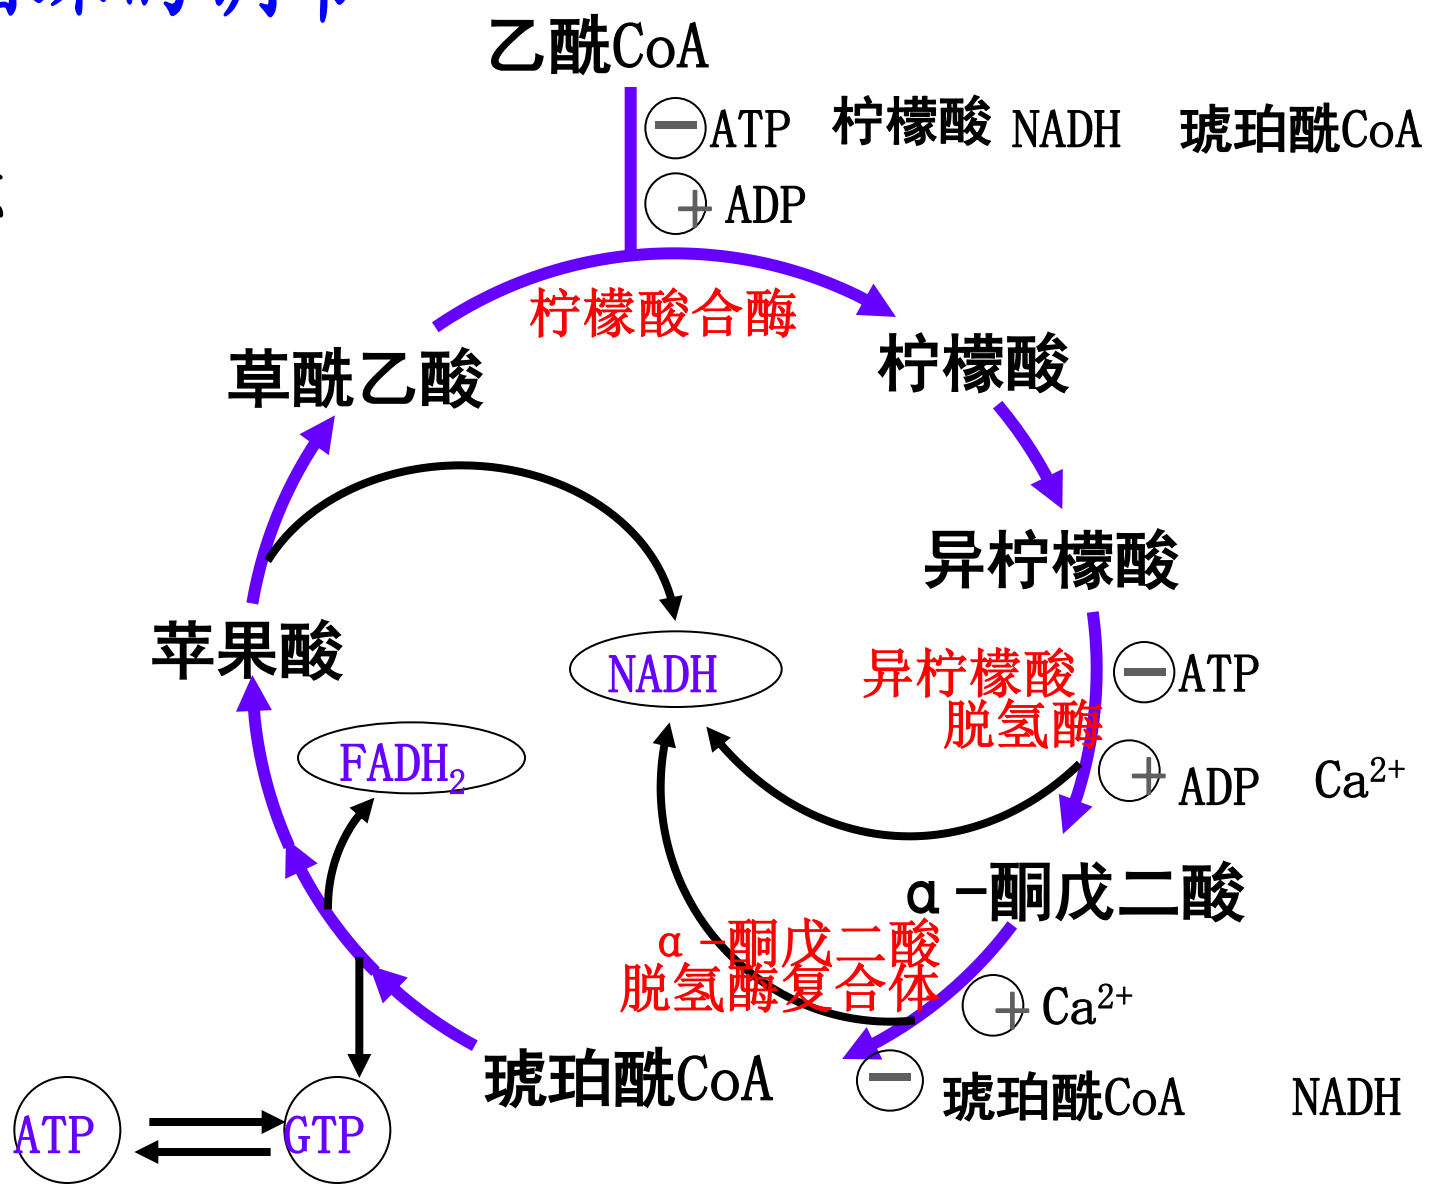 乙酰CoA
− ATP 柠檬酸 NADH 琥珀酰CoA
+ ADP
柠檬酸合酶
草酰乙酸
柠檬酸
异柠檬酸
苹果酸
NADH
异柠檬酸
脱氢酶
− ATP
FADH₂
+ ADP Ca²⁺
α-酮戊二酸
α-酮戊二酸
脱氢酶复合体
+ Ca²⁺
琥珀酰CoA
− 琥珀酰CoA NADH
ATP
GTP